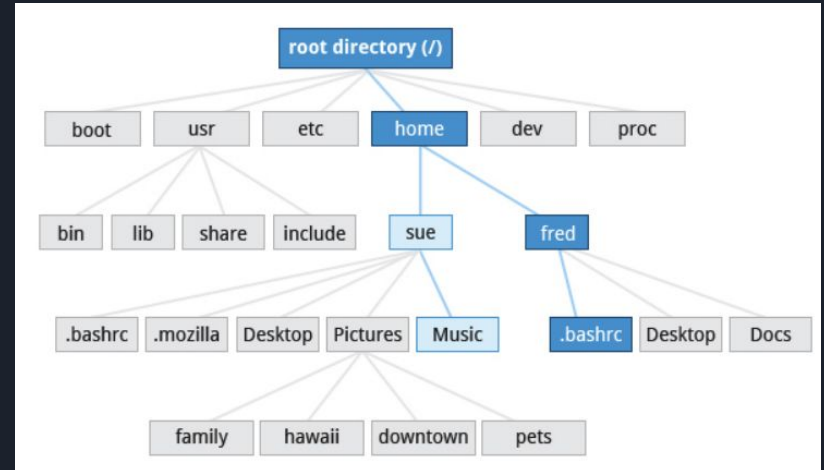 root directory (/)
boot usr etc home dev proc
bin lib share include sue fred
.bashrc .mozilla Desktop Pictures Music .bashrc Desktop Docs
family hawaii downtown pets